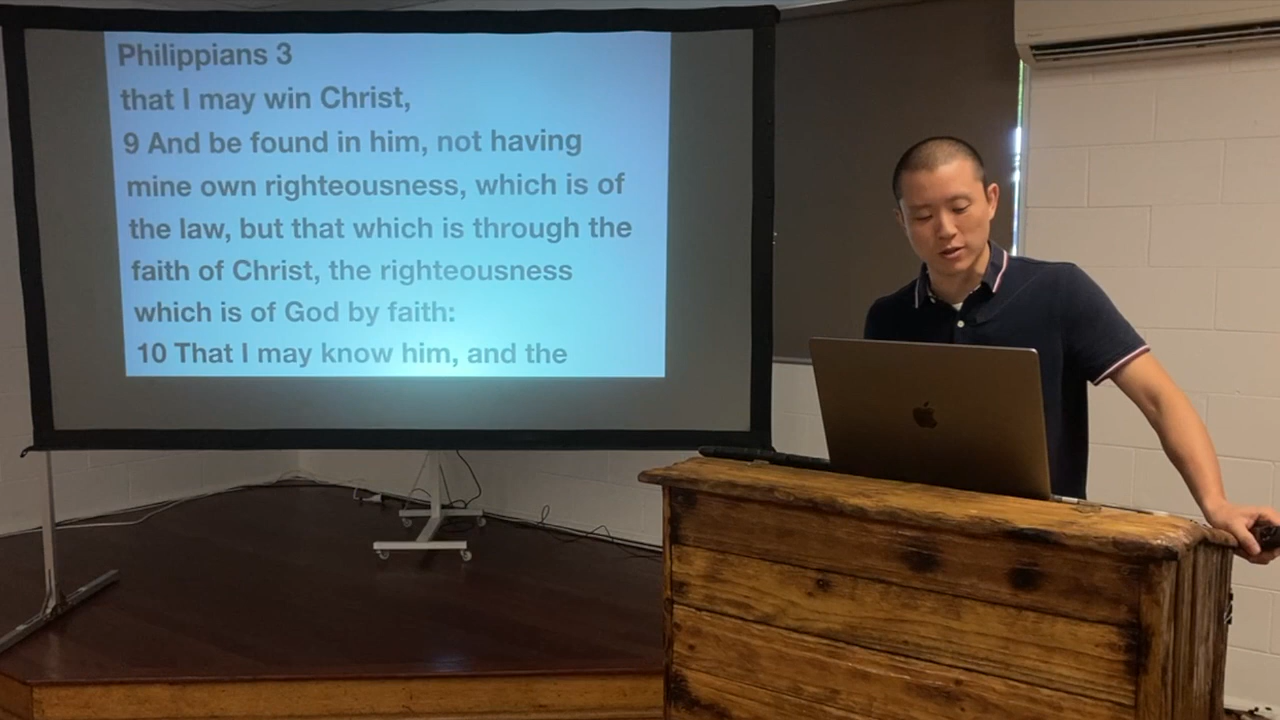 Philippians 3
that I may win Christ,
9 And be found in him, not having
mine own righteousness, which is of
the law, but that which is through the
faith of Christ, the righteousness
which is of God by faith:
10 That I may know him, and the